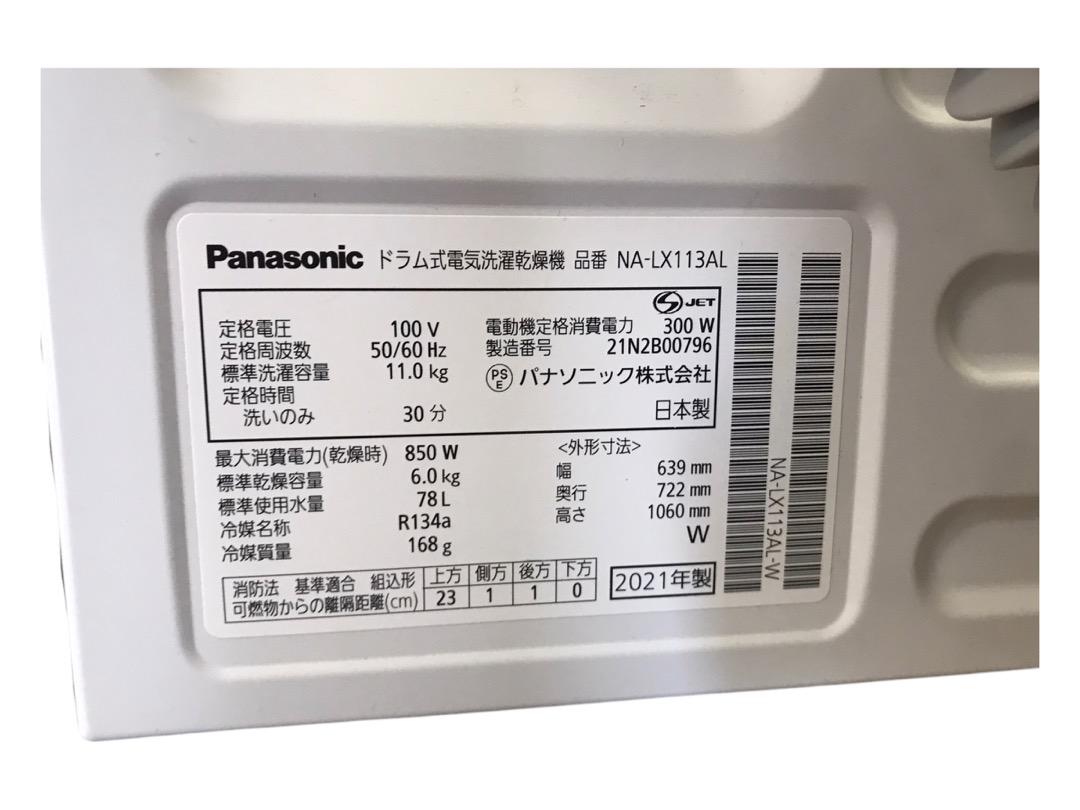 Panasonic ドラム式電気洗濯乾燥機 品番 NA-LX113AL
S JET
定格電圧 100 V
定格周波数 50/60 Hz
標準洗濯容量 11.0 kg
定格時間
洗いのみ 30 分
電動機定格消費電力 300 W
製造番号 21N2B00796
PS E パナソニック株式会社
日本製
最大消費電力(乾燥時) 850 W
標準乾燥容量 6.0 kg
標準使用水量 78 L
冷媒名称 R134a
冷媒質量 168 g
<外形寸法>
幅 639 mm
奥行 722 mm
高さ 1060 mm
W
消防法 基準適合 組込形 上方 側方 後方 下方
可燃物からの離隔距離(cm) 23 1 1 0
2021年製
NA-LX113AL-W